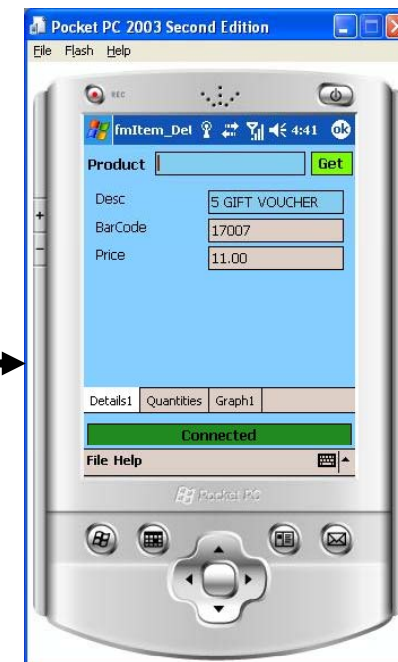 Pocket PC 2003 Second Edition
File Flash Help
REC
fmItem_Del 4:41 ok
Product Get
Desc 5 GIFT VOUCHER
BarCode 17007
Price 11.00
Details1 Quantities Graph1
Connected
File Help
Pocket PC